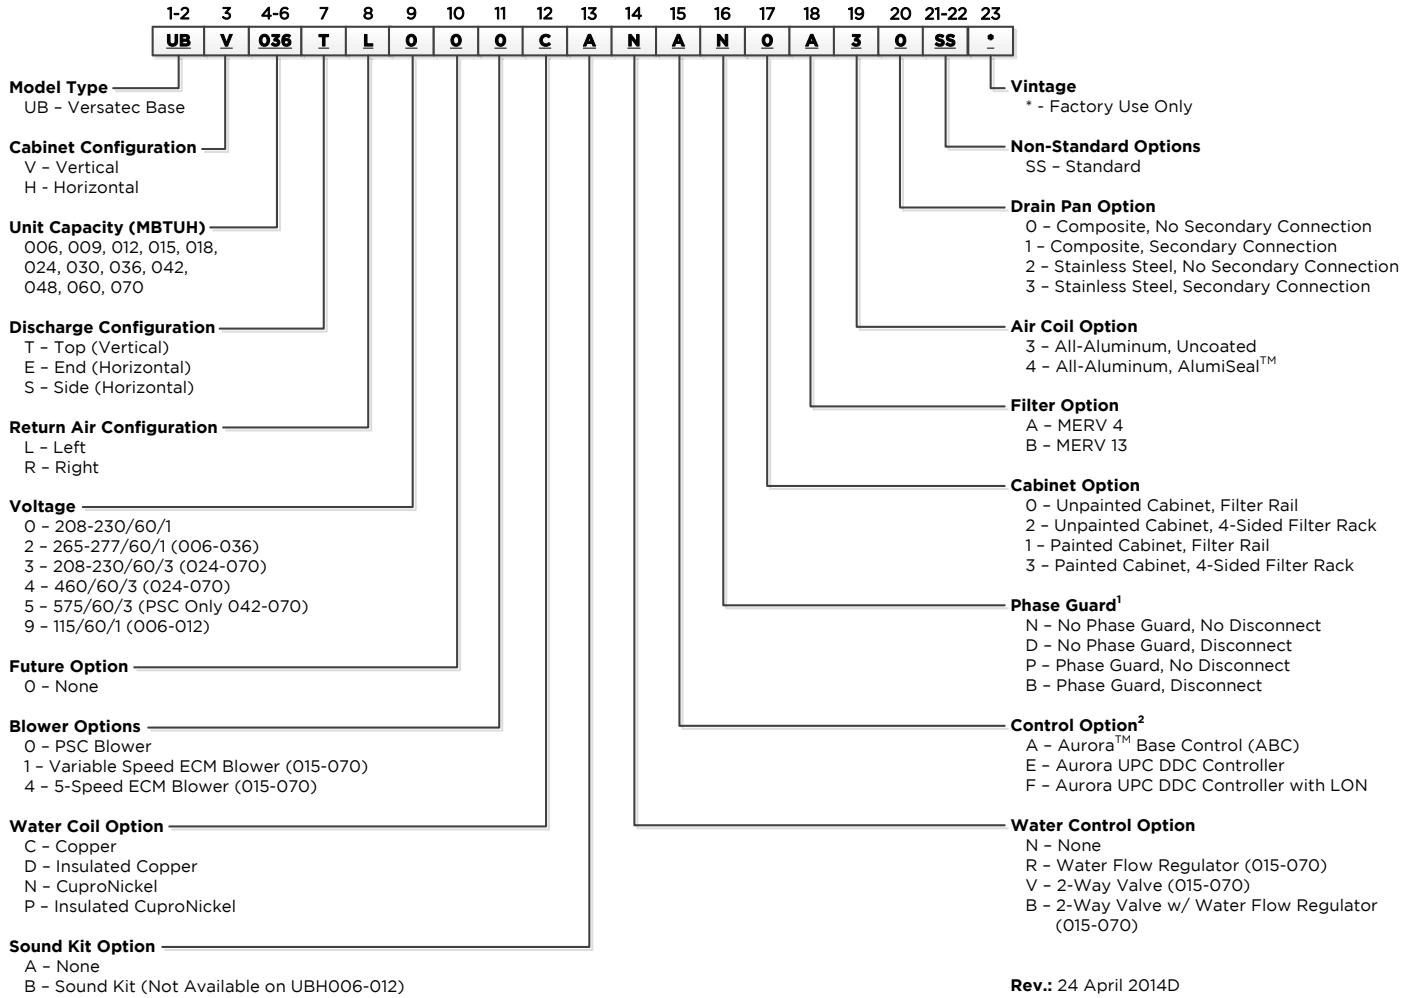 1-2 3 4-6 7 8 9 10 11 12 13 14 15 16 17 18 19 20 21-22 23
UB V 036 T L 0 0 0 C A N A N 0 A 3 0 SS *
Model Type
UB – Versatec Base
Cabinet Configuration
V – Vertical
H - Horizontal
Unit Capacity (MBTUH)
006, 009, 012, 015, 018,
024, 030, 036, 042,
048, 060, 070
Discharge Configuration
T – Top (Vertical)
E – End (Horizontal)
S – Side (Horizontal)
Return Air Configuration
L – Left
R – Right
Voltage
0 – 208-230/60/1
2 – 265-277/60/1 (006-036)
3 – 208-230/60/3 (024-070)
4 – 460/60/3 (024-070)
5 – 575/60/3 (PSC Only 042-070)
9 – 115/60/1 (006-012)
Future Option
0 – None
Blower Options
0 – PSC Blower
1 – Variable Speed ECM Blower (015-070)
4 – 5-Speed ECM Blower (015-070)
Water Coil Option
C – Copper
D – Insulated Copper
N – CuproNickel
P – Insulated CuproNickel
Sound Kit Option
A – None
B – Sound Kit (Not Available on UBH006-012)
Vintage
* - Factory Use Only
Non-Standard Options
SS – Standard
Drain Pan Option
0 – Composite, No Secondary Connection
1 – Composite, Secondary Connection
2 – Stainless Steel, No Secondary Connection
3 – Stainless Steel, Secondary Connection
Air Coil Option
3 – All-Aluminum, Uncoated
4 – All-Aluminum, AlumiSeal™
Filter Option
A – MERV 4
B – MERV 13
Cabinet Option
0 – Unpainted Cabinet, Filter Rail
2 – Unpainted Cabinet, 4-Sided Filter Rack
1 – Painted Cabinet, Filter Rail
3 – Painted Cabinet, 4-Sided Filter Rack
Phase Guard¹
N – No Phase Guard, No Disconnect
D – No Phase Guard, Disconnect
P – Phase Guard, No Disconnect
B – Phase Guard, Disconnect
Control Option²
A – Aurora™ Base Control (ABC)
E – Aurora UPC DDC Controller
F – Aurora UPC DDC Controller with LON
Water Control Option
N – None
R – Water Flow Regulator (015-070)
V – 2-Way Valve (015-070)
B – 2-Way Valve w/ Water Flow Regulator
(015-070)
Rev.: 24 April 2014D